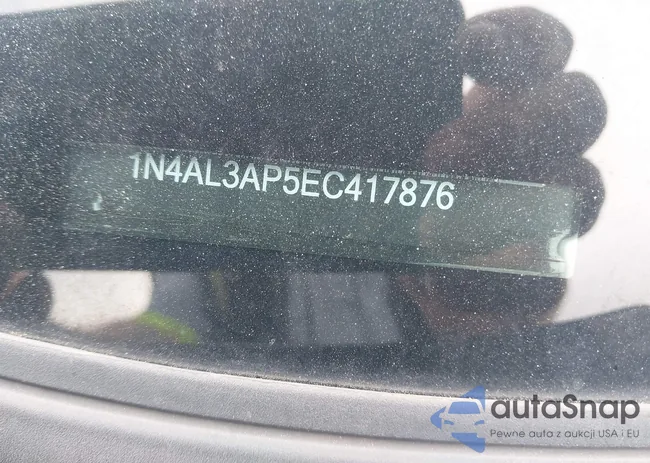 1N4AL3AP5EC417876
autaSnap
Pewne auta z aukcji USA i EU